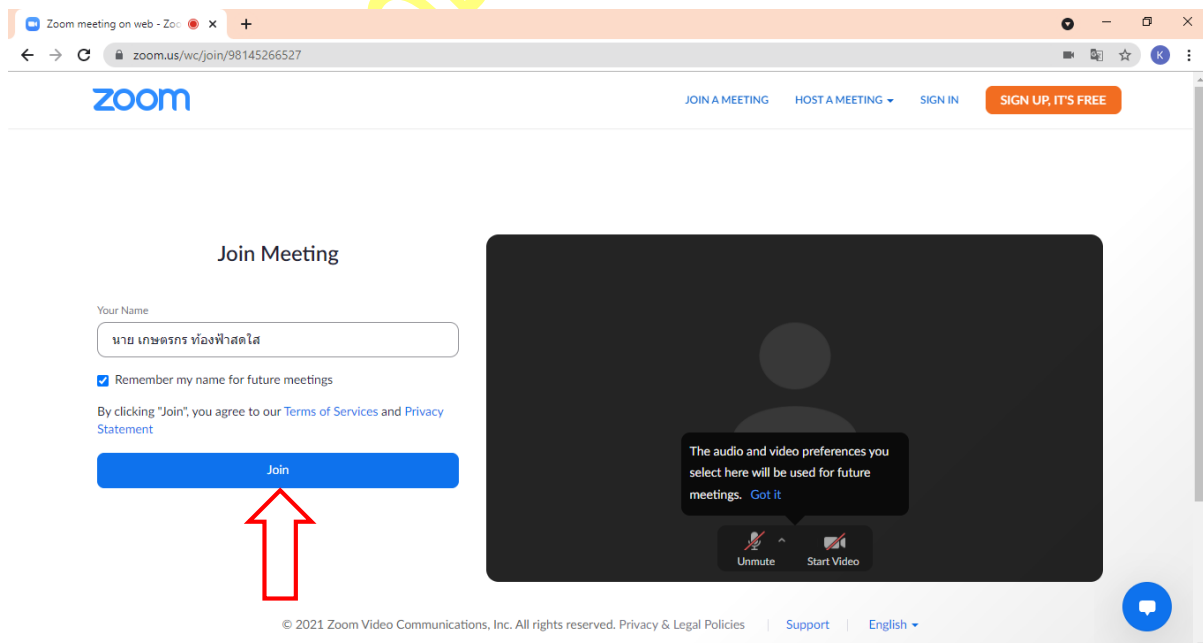 Zoom meeting on web - Zoo
zoom.us/wc/join/98145266527
K
zoom
JOIN A MEETING
HOST A MEETING
SIGN IN
SIGN UP, IT'S FREE
Join Meeting
Your Name
นาย เกษตรกร ท้องฟ้าสดใส
Remember my name for future meetings
By clicking "Join", you agree to our Terms of Services and Privacy
Statement
Join
The audio and video preferences you
select here will be used for future
meetings. Got it
Unmute
Start Video
© 2021 Zoom Video Communications, Inc. All rights reserved. Privacy & Legal Policies
Support
English